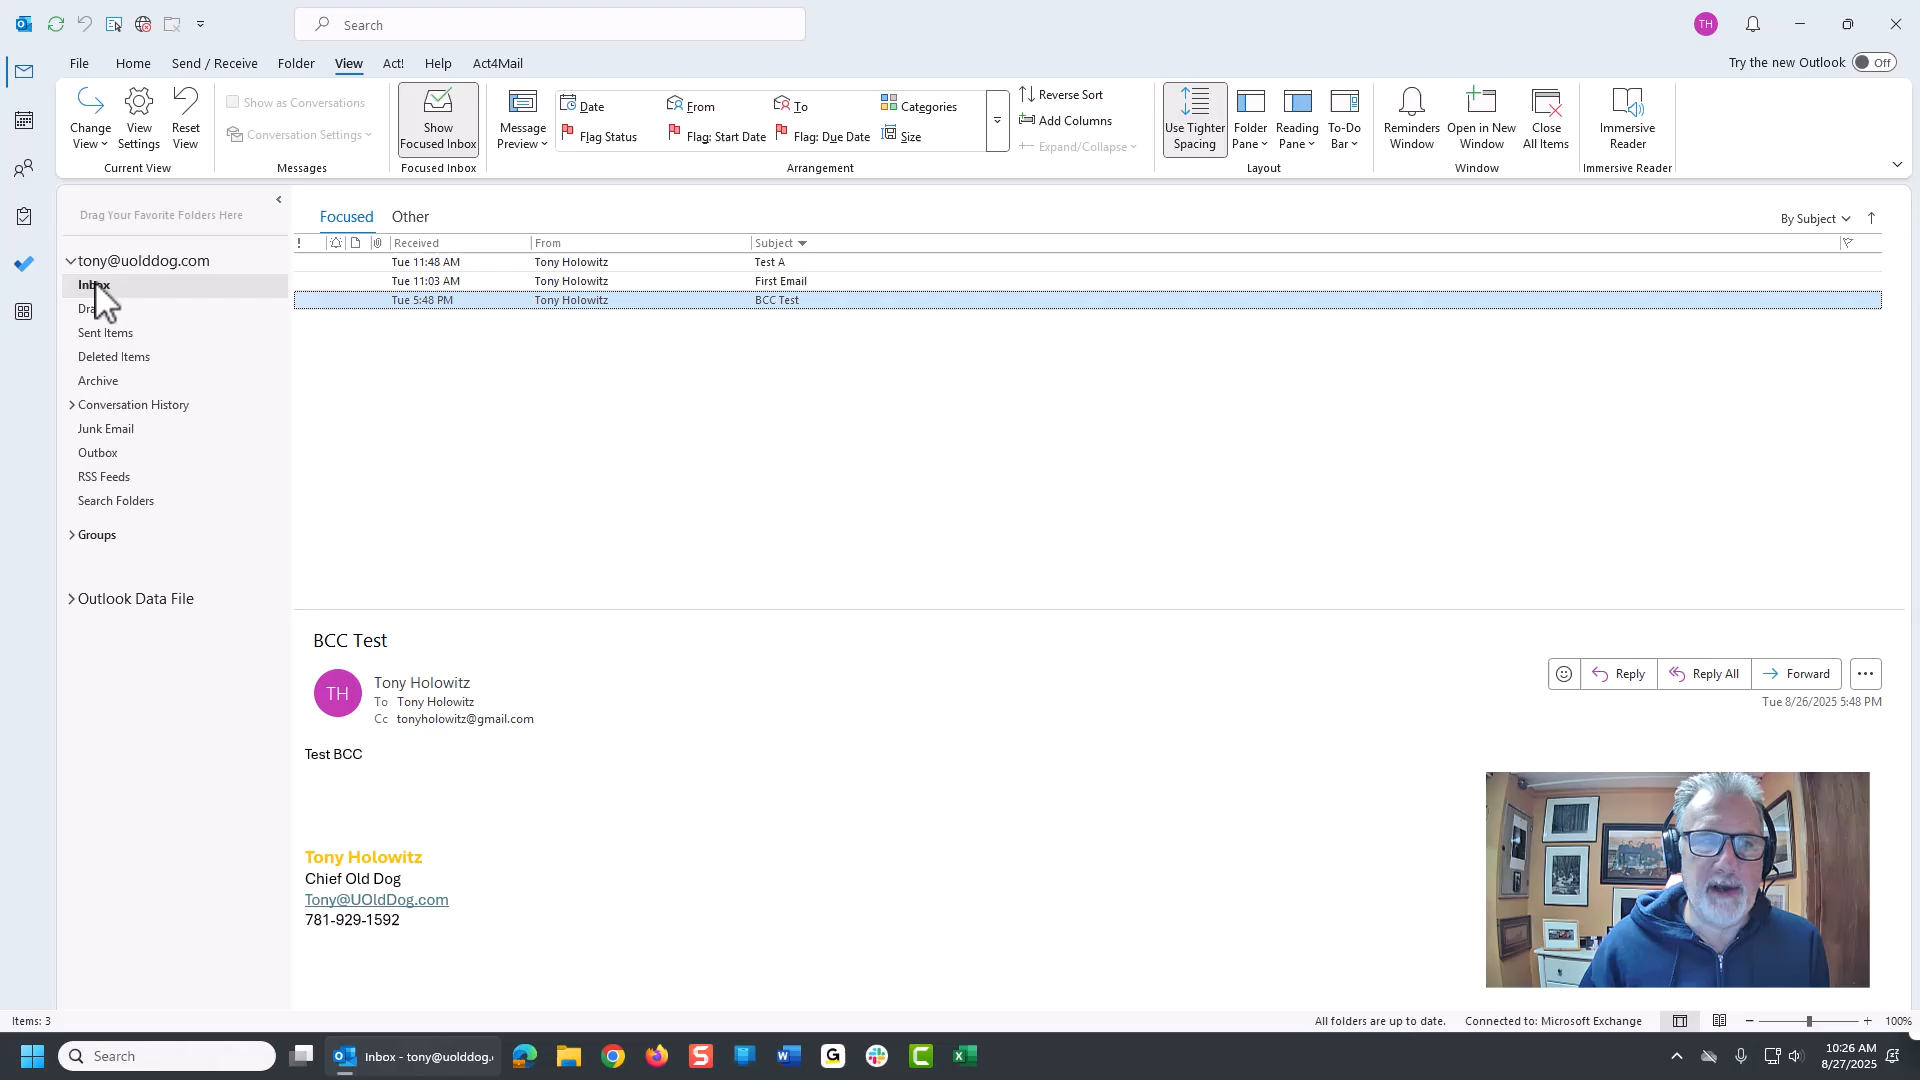 Search
TH
File Home Send / Receive Folder View Act! Help Act4Mail
Try the new Outlook Off
Change View
View Settings
Reset View
Current View
Show as Conversations
Conversation Settings
Messages
Show Focused Inbox
Focused Inbox
Message Preview
Date From To Categories
Flag Status Flag: Start Date Flag: Due Date Size
Arrangement
Reverse Sort
Add Columns
Expand/Collapse
Use Tighter Spacing
Folder Pane
Reading Pane
To-Do Bar
Layout
Reminders Window
Open in New Window
Close All Items
Window
Immersive Reader
Immersive Reader
Drag Your Favorite Folders Here
tony@uolddog.com
Inbox
Sent Items
Deleted Items
Archive
Conversation History
Junk Email
Outbox
RSS Feeds
Search Folders
Groups
Outlook Data File
Focused Other
By Subject
! Received From Subject
Tue 11:48 AM Tony Holowitz Test A
Tue 11:03 AM Tony Holowitz First Email
Tue 5:48 PM Tony Holowitz BCC Test
BCC Test
TH
Tony Holowitz
To Tony Holowitz
Cc tonyholowitz@gmail.com
Reply Reply All Forward
Tue 8/26/2025 5:48 PM
Test BCC
Tony Holowitz
Chief Old Dog
Tony@UOldDog.com
781-929-1592
Items: 3
All folders are up to date. Connected to: Microsoft Exchange 100%
Search
Inbox - tony@uolddog.
10:26 AM
8/27/2025